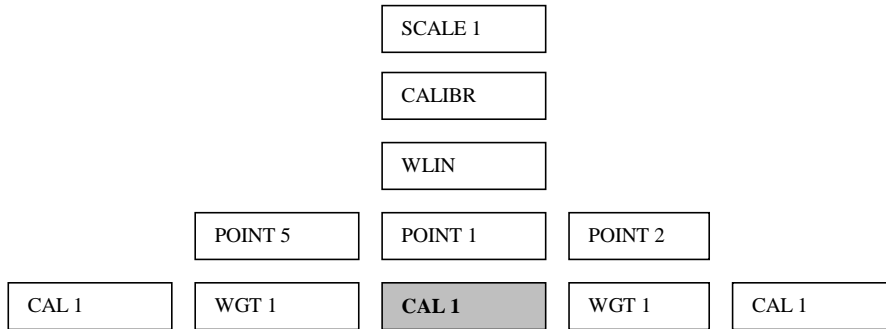 SCALE 1
CALIBR
WLIN
POINT 5 POINT 1 POINT 2
CAL 1 WGT 1 CAL 1 WGT 1 CAL 1